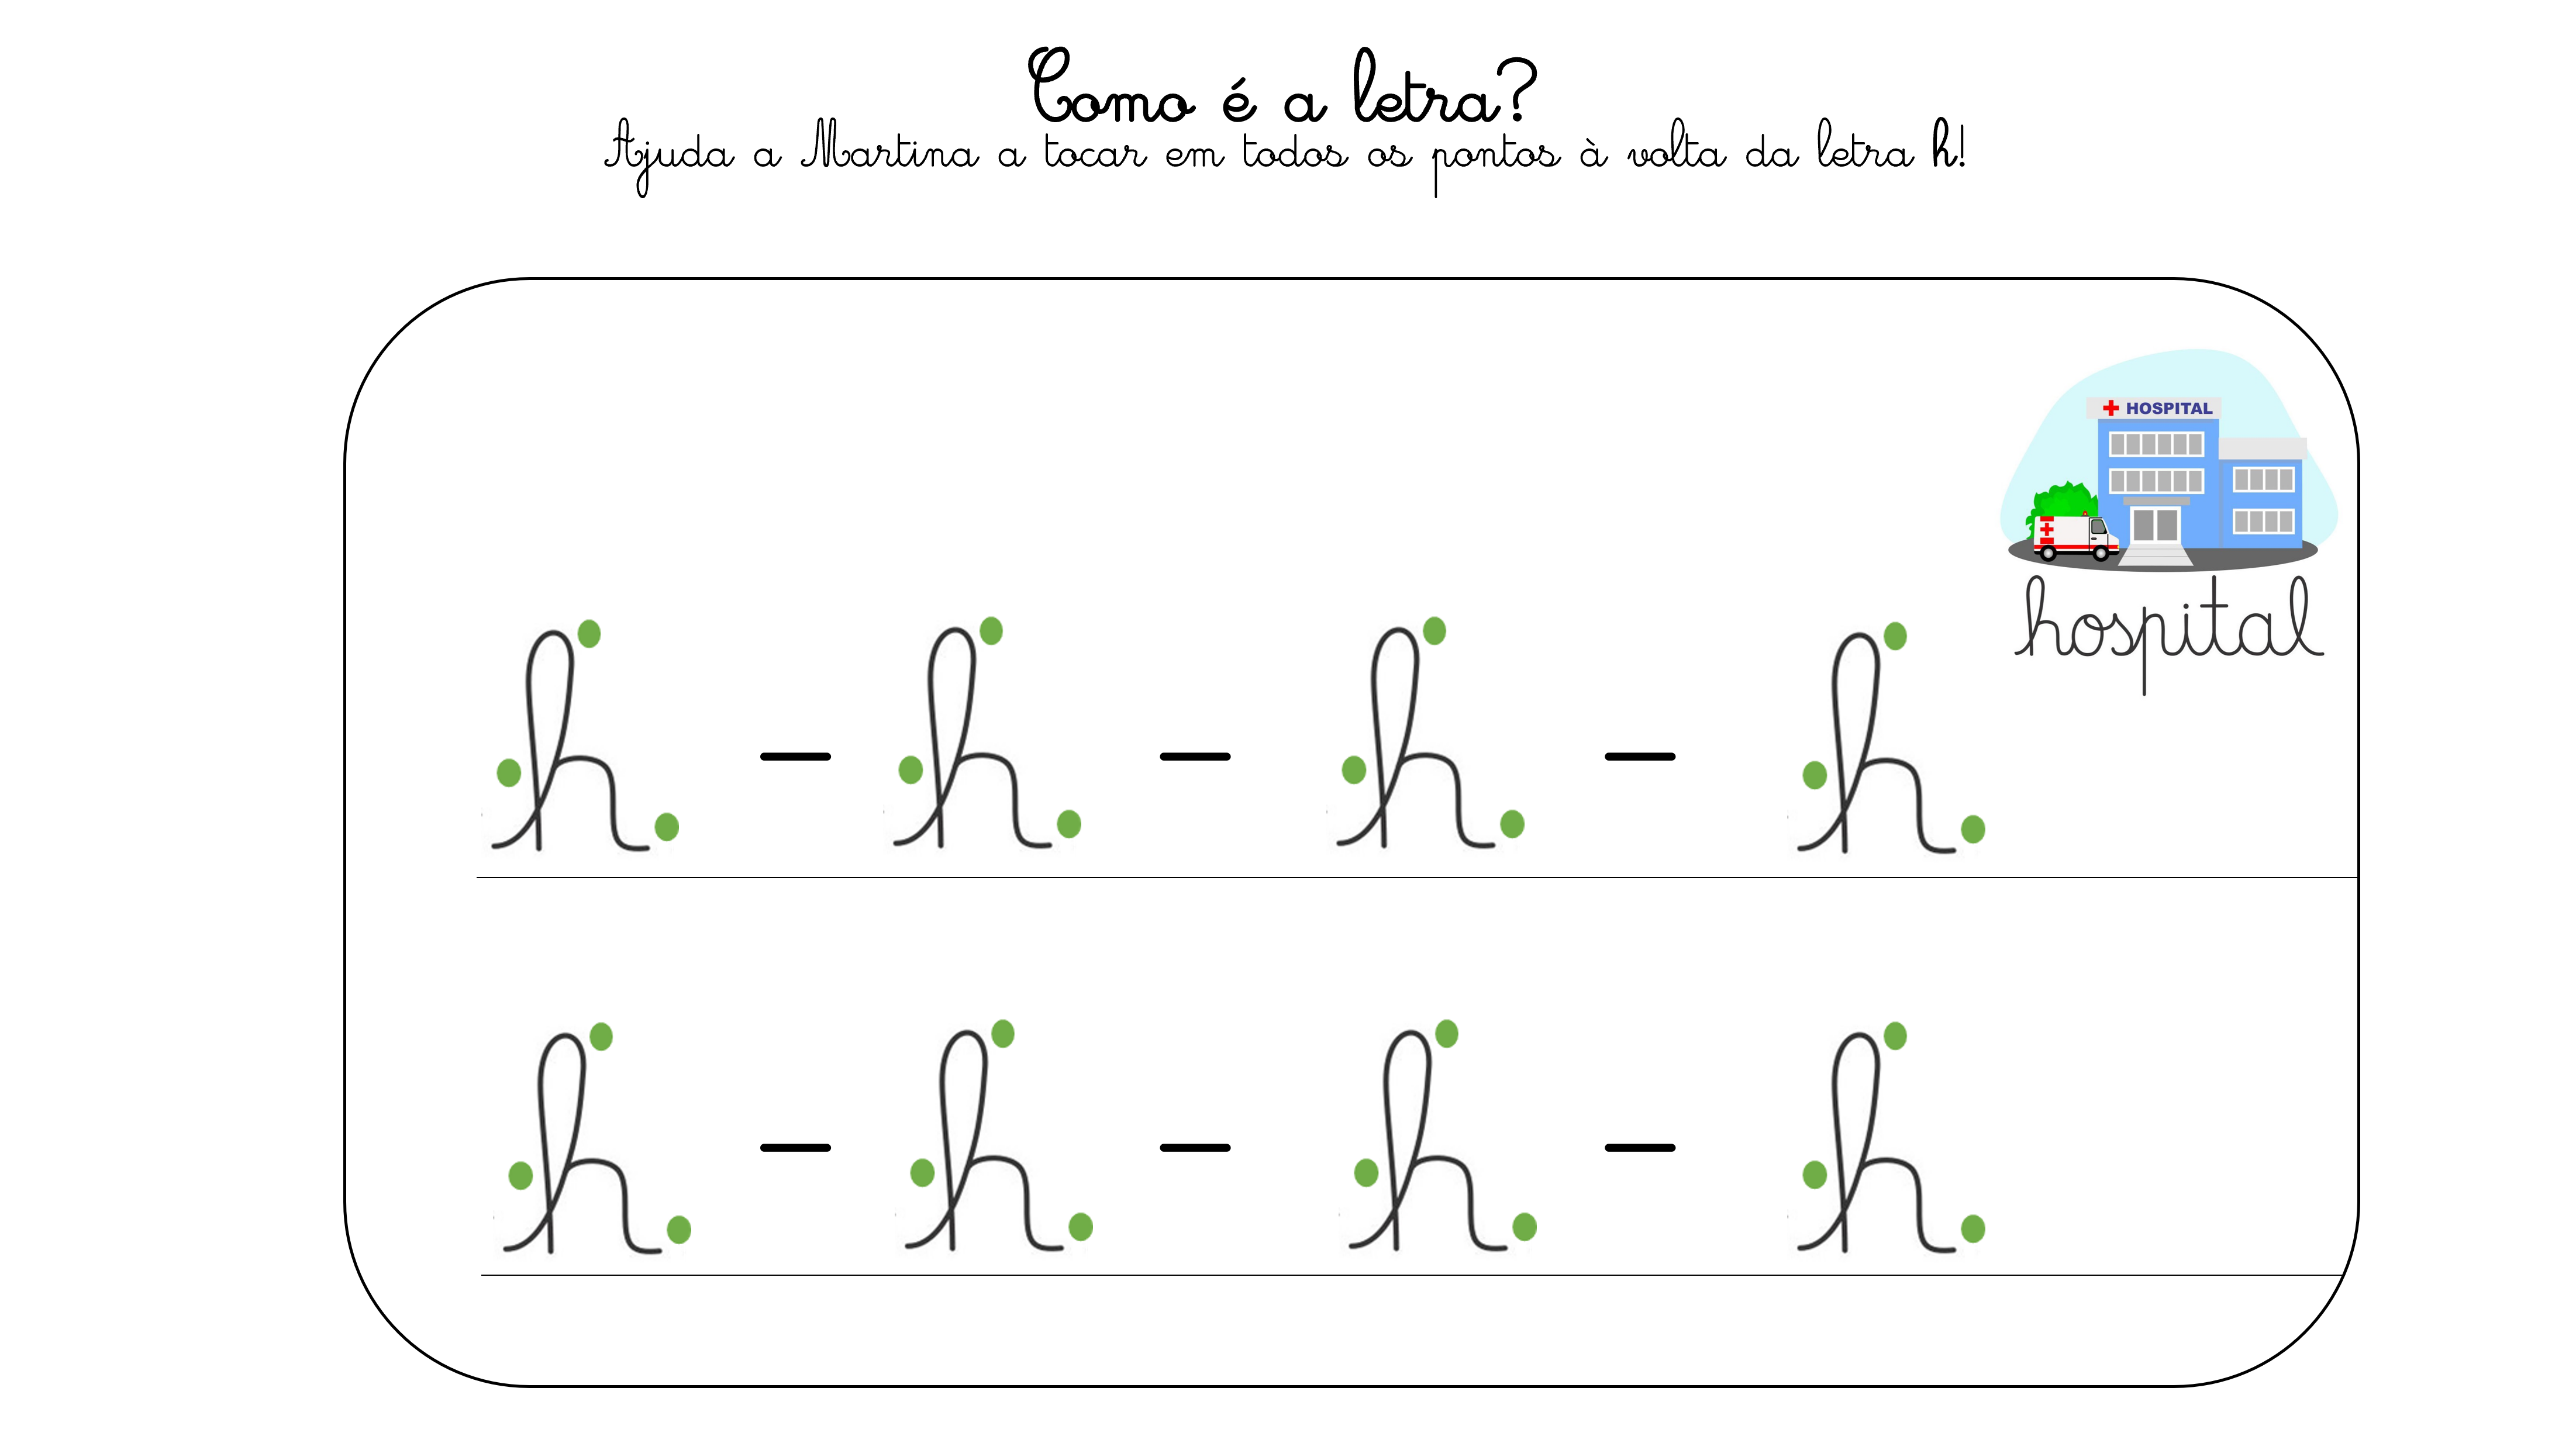 Como é a letra?
Ajuda a Martina a tocar em todos os pontos à volta da letra h!
HOSPITAL
hospital
h – h – h – h
h – h – h – h